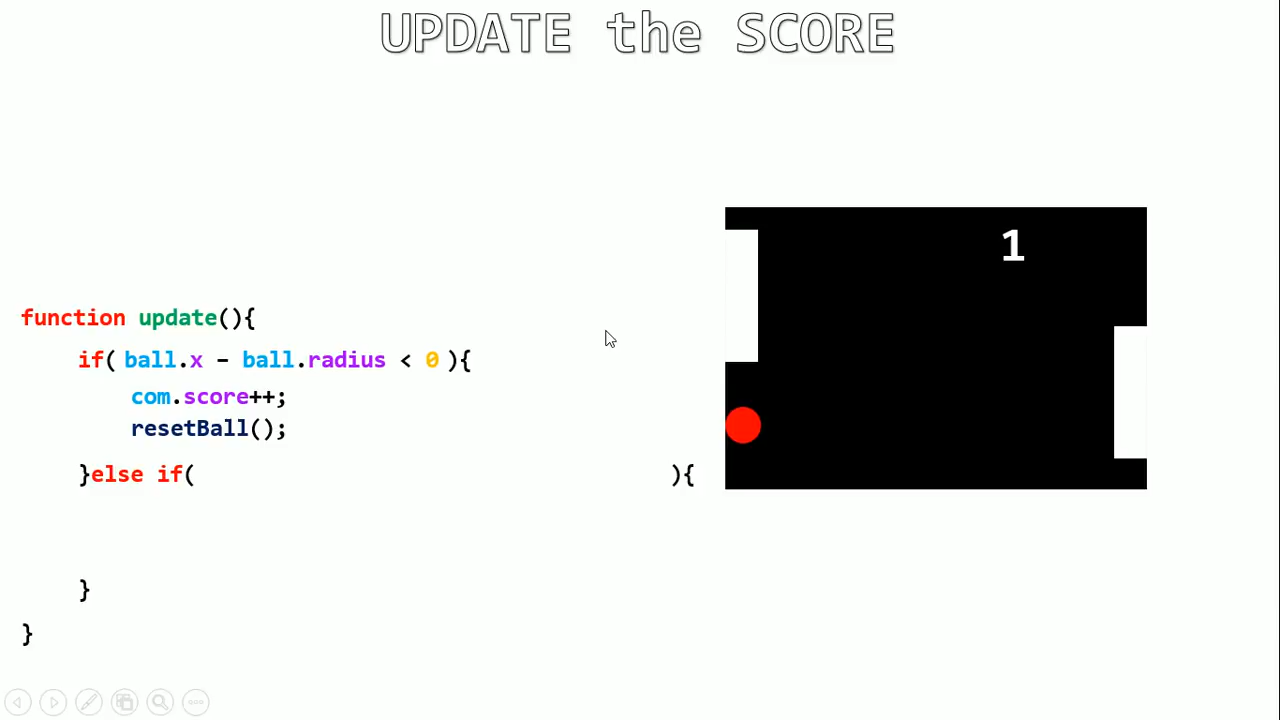 UPDATE the SCORE
1
function update(){
if( ball.x - ball.radius < 0 ){
com.score++;
resetBall();
}else if( ){
}
}